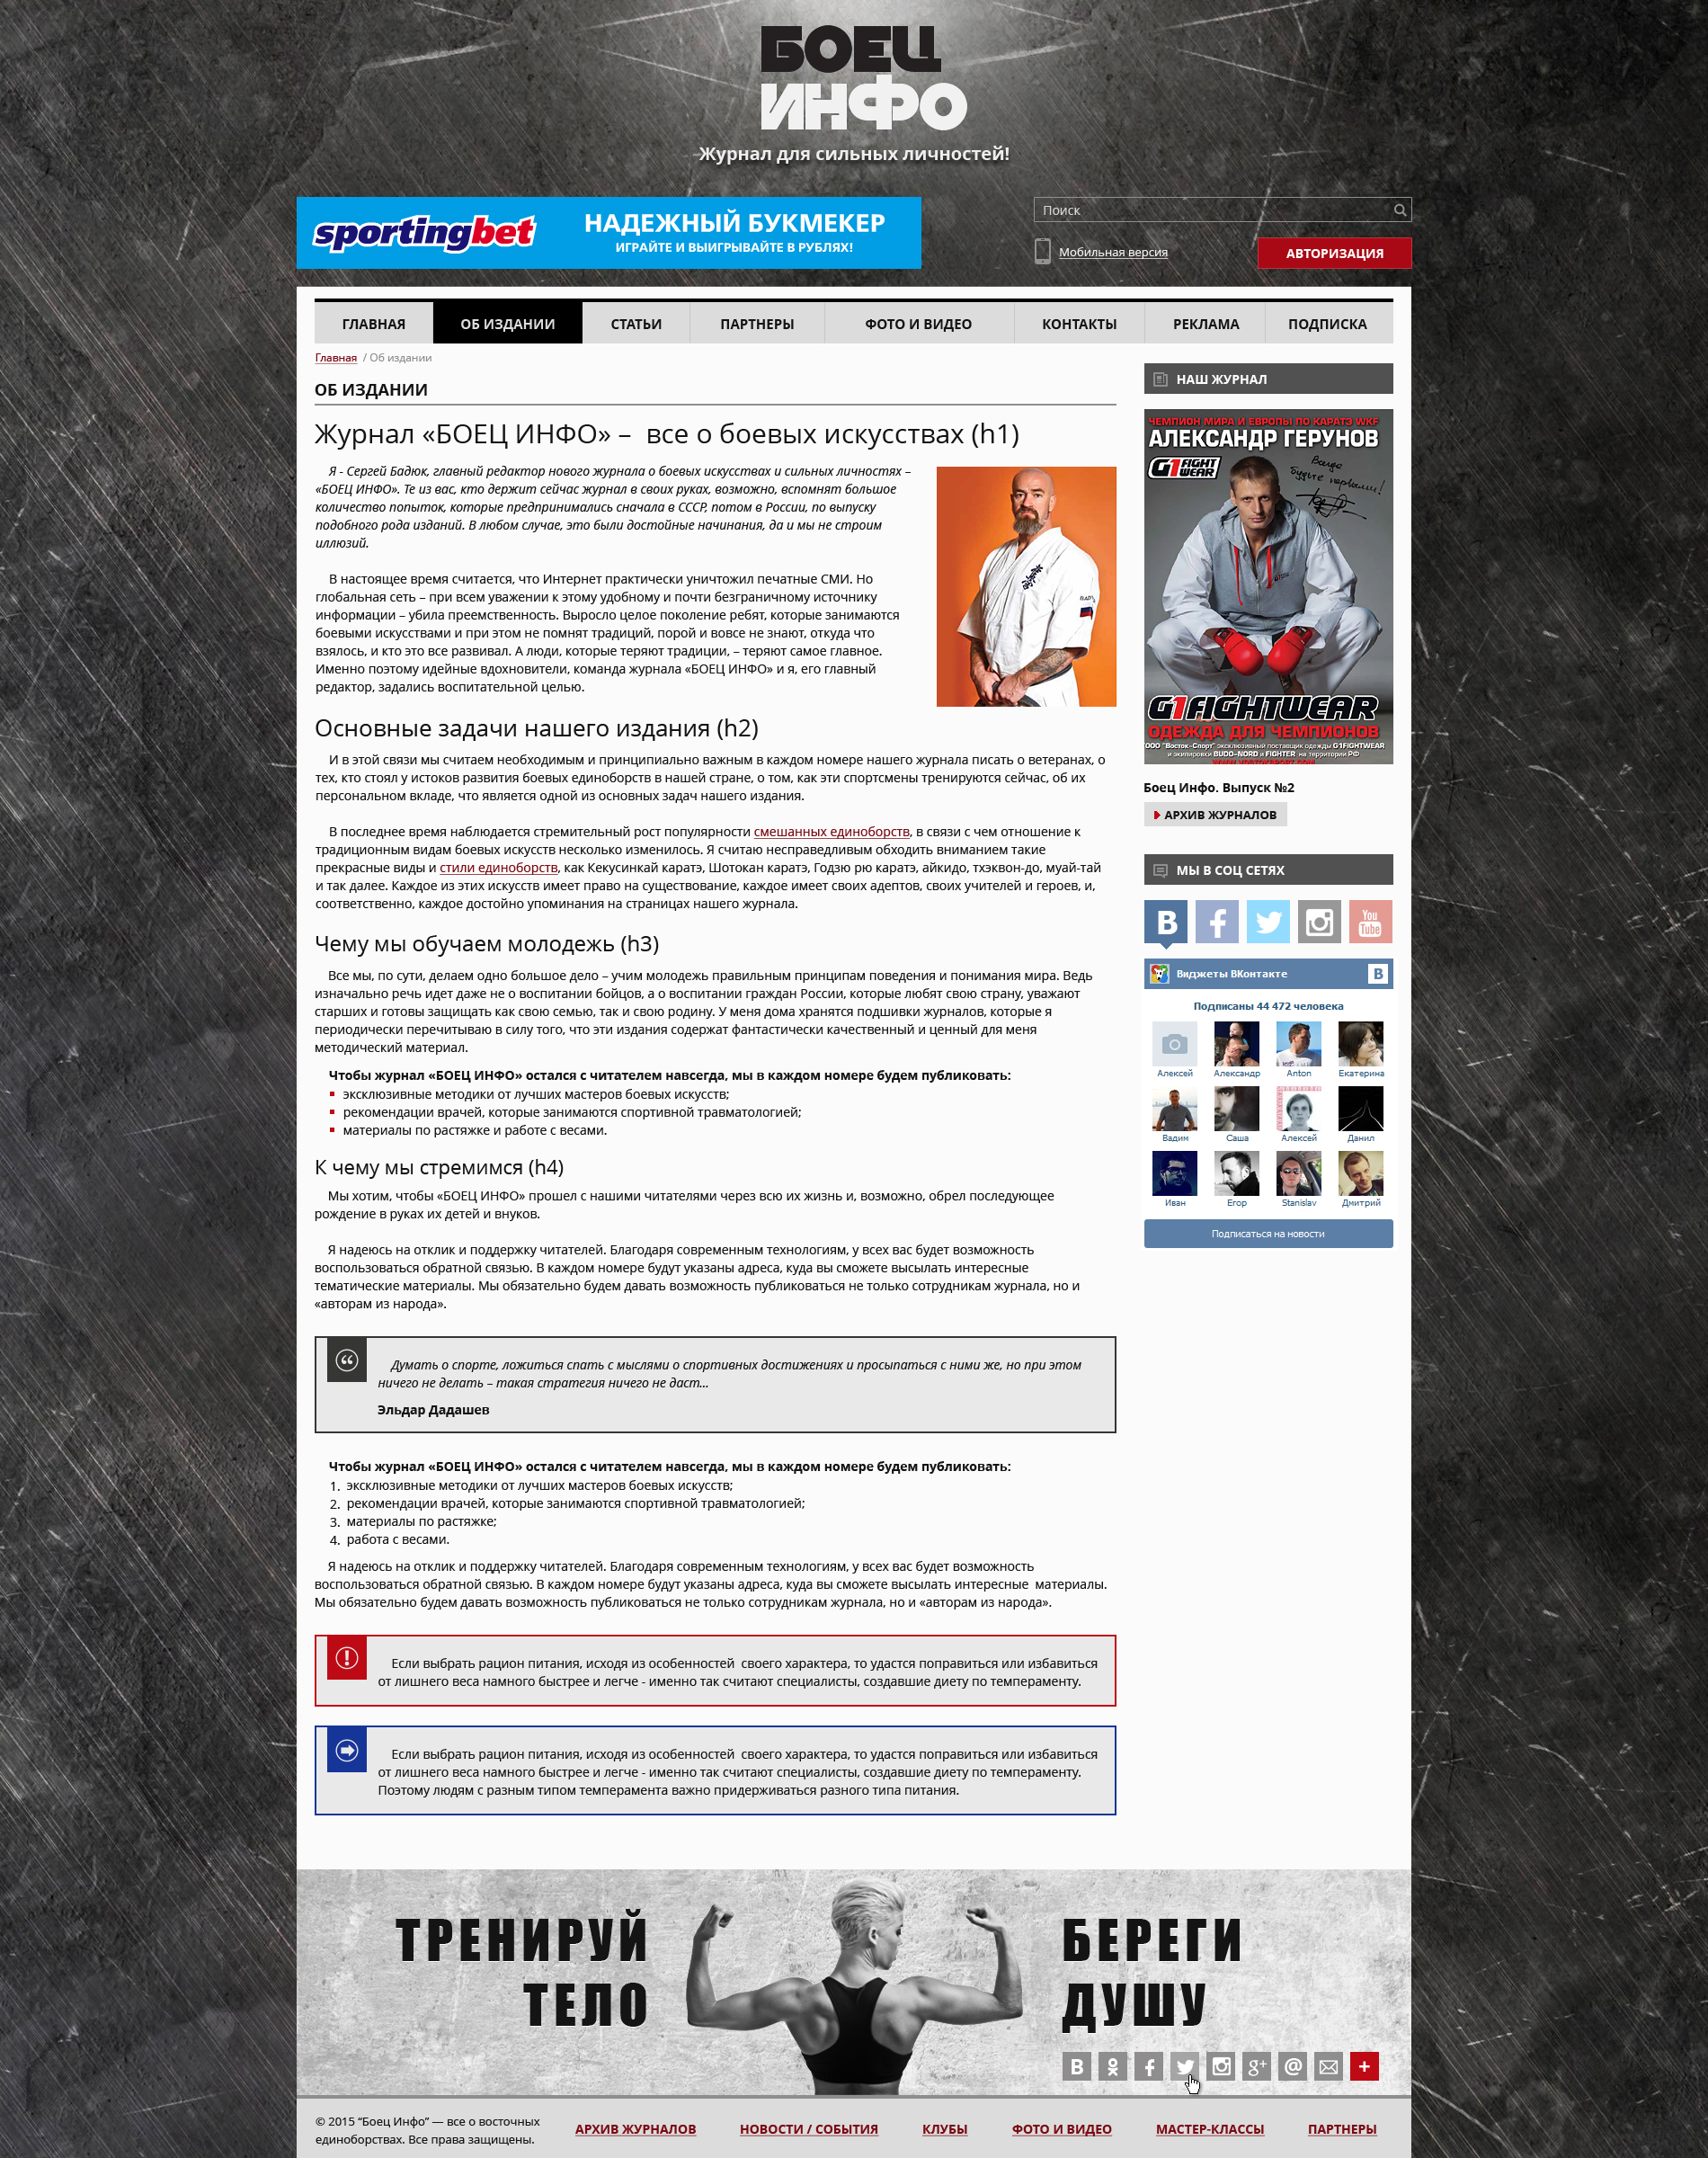 БОЕЦ
ИНФО
Журнал для сильных личностей!
sportingbet
НАДЕЖНЫЙ БУКМЕКЕР
ИГРАЙТЕ И ВЫИГРЫВАЙТЕ В РУБЛЯХ!
Поиск
Мобильная версия
АВТОРИЗАЦИЯ
ГЛАВНАЯ ОБ ИЗДАНИИ СТАТЬИ ПАРТНЕРЫ ФОТО И ВИДЕО КОНТАКТЫ РЕКЛАМА ПОДПИСКА
Главная / Об издании
ОБ ИЗДАНИИ
Журнал «БОЕЦ ИНФО» – все о боевых искусствах (h1)
Я - Сергей Бадюк, главный редактор нового журнала о боевых искусствах и сильных личностях –
«БОЕЦ ИНФО». Те из вас, кто держит сейчас журнал в своих руках, возможно, вспомнят большое
количество попыток, которые предпринимались сначала в СССР, потом в России, по выпуску
подобного рода изданий. В любом случае, это были достойные начинания, да и мы не строим
иллюзий.
В настоящее время считается, что Интернет практически уничтожил печатные СМИ. Но
глобальная сеть – при всем уважении к этому удобному и почти безграничному источнику
информации – убила преемственность. Выросло целое поколение ребят, которые занимаются
боевыми искусствами и при этом не помнят традиций, порой и вовсе не знают, откуда что
взялось, и кто это все развивал. А люди, которые теряют традиции, – теряют самое главное.
Именно поэтому идейные вдохновители, команда журнала «БОЕЦ ИНФО» и я, его главный
редактор, задались воспитательной целью.
Основные задачи нашего издания (h2)
И в этой связи мы считаем необходимым и принципиально важным в каждом номере нашего журнала писать о ветеранах, о
тех, кто стоял у истоков развития боевых единоборств в нашей стране, о том, как эти спортсмены тренируются сейчас, об их
персональном вкладе, что является одной из основных задач нашего издания.
В последнее время наблюдается стремительный рост популярности смешанных единоборств, в связи с чем отношение к
традиционным видам боевых искусств несколько изменилось. Я считаю несправедливым обходить вниманием такие
прекрасные виды и стили единоборств, как Кекусинкай каратэ, Шотокан каратэ, Годзю рю каратэ, айкидо, тхэквон-до, муай-тай
и так далее. Каждое из этих искусств имеет право на существование, каждое имеет своих адептов, своих учителей и героев, и,
соответственно, каждое достойно упоминания на страницах нашего журнала.
Чему мы обучаем молодежь (h3)
Все мы, по сути, делаем одно большое дело – учим молодежь правильным принципам поведения и понимания мира. Ведь
изначально речь идет даже не о воспитании бойцов, а о воспитании граждан России, которые любят свою страну, уважают
старших и готовы защищать как свою семью, так и свою родину. У меня дома хранятся подшивки журналов, которые я
периодически перечитываю в силу того, что эти издания содержат фантастически качественный и ценный для меня
методический материал.
Чтобы журнал «БОЕЦ ИНФО» остался с читателем навсегда, мы в каждом номере будем публиковать:
эксклюзивные методики от лучших мастеров боевых искусств;
рекомендации врачей, которые занимаются спортивной травматологией;
материалы по растяжке и работе с весами.
К чему мы стремимся (h4)
Мы хотим, чтобы «БОЕЦ ИНФО» прошел с нашими читателями через всю их жизнь и, возможно, обрел последующее
рождение в руках их детей и внуков.
Я надеюсь на отклик и поддержку читателей. Благодаря современным технологиям, у всех вас будет возможность
воспользоваться обратной связью. В каждом номере будут указаны адреса, куда вы сможете высылать интересные
тематические материалы. Мы обязательно будем давать возможность публиковаться не только сотрудникам журнала, но и
«авторам из народа».
Думать о спорте, ложиться спать с мыслями о спортивных достижениях и просыпаться с ними же, но при этом
ничего не делать – такая стратегия ничего не даст...
Эльдар Дадашев
Чтобы журнал «БОЕЦ ИНФО» остался с читателем навсегда, мы в каждом номере будем публиковать:
1. эксклюзивные методики от лучших мастеров боевых искусств;
2. рекомендации врачей, которые занимаются спортивной травматологией;
3. материалы по растяжке;
4. работа с весами.
Я надеюсь на отклик и поддержку читателей. Благодаря современным технологиям, у всех вас будет возможность
воспользоваться обратной связью. В каждом номере будут указаны адреса, куда вы сможете высылать интересные материалы.
Мы обязательно будем давать возможность публиковаться не только сотрудникам журнала, но и «авторам из народа».
Если выбрать рацион питания, исходя из особенностей своего характера, то удастся поправиться или избавиться
от лишнего веса намного быстрее и легче - именно так считают специалисты, создавшие диету по темпераменту.
Если выбрать рацион питания, исходя из особенностей своего характера, то удастся поправиться или избавиться
от лишнего веса намного быстрее и легче - именно так считают специалисты, создавшие диету по темпераменту.
Поэтому людям с разным типом темперамента важно придерживаться разного типа питания.
НАШ ЖУРНАЛ
ЧЕМПИОН МИРА И ЕВРОПЫ ПО КАРАТЭ WKF
АЛЕКСАНДР ГЕРУНОВ
G1 FIGHT WEAR
Всегда
будьте первыми!
G1FIGHTWEAR
ОДЕЖДА ДЛЯ ЧЕМПИОНОВ
ООО "Восток-Спорт" эксклюзивный поставщик одежды G1FIGHTWEAR
и экипировки BUDO-NORD и FIGHTER на территории РФ
WWW.VOSTOKSPORT.COM
Боец Инфо. Выпуск №2
АРХИВ ЖУРНАЛОВ
МЫ В СОЦ СЕТЯХ
B f You Tube
Виджеты ВКонтакте B
Подписаны 44 472 человека
Алексей Александр Anton Екатерина
Вадим Саша Алексей Данил
Иван Егор Stanislav Дмитрий
Подписаться на новости
ТРЕНИРУЙ
ТЕЛО
БЕРЕГИ
ДУШУ
B f g+ @ +
© 2015 “Боец Инфо” — все о восточных
единоборствах. Все права защищены.
АРХИВ ЖУРНАЛОВ НОВОСТИ / СОБЫТИЯ КЛУБЫ ФОТО И ВИДЕО МАСТЕР-КЛАССЫ ПАРТНЕРЫ